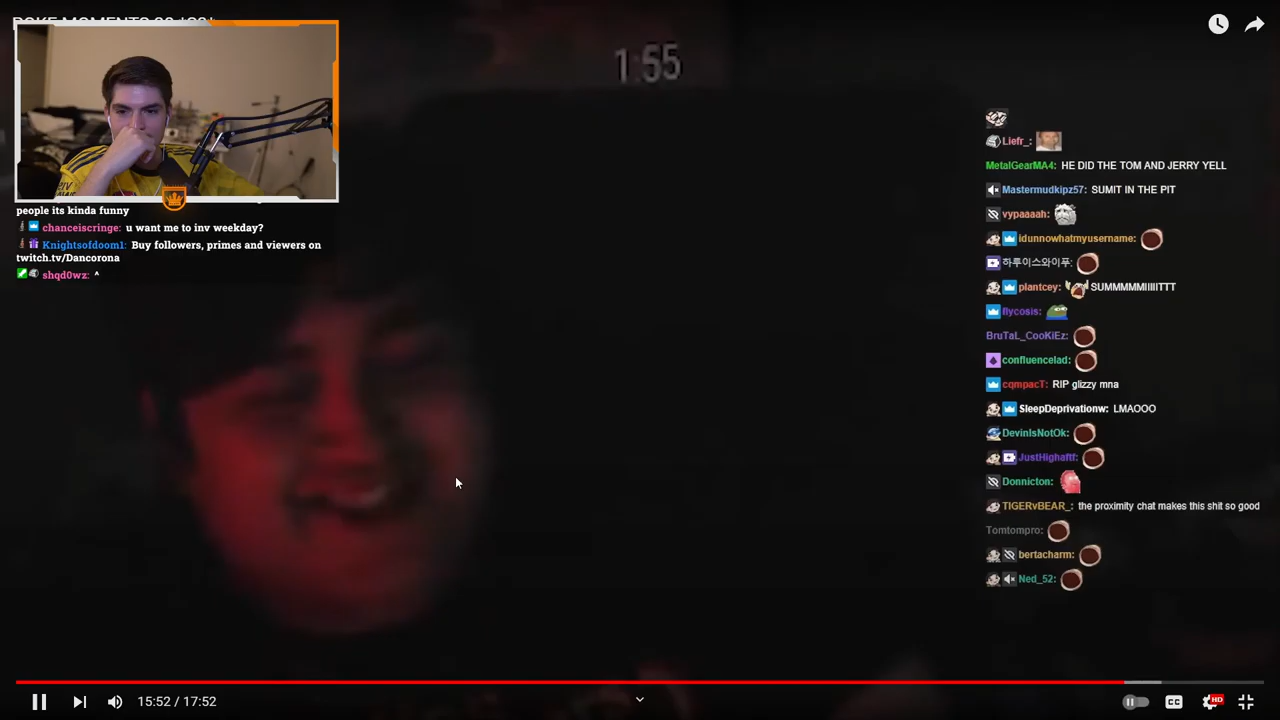 1:55
people its kinda funny
chanceiscringe: u want me to inv weekday?
Knightsofdoom1: Buy followers, primes and viewers on
twitch.tv/Dancorona
shqd0wz: ^
Liefr_:
MetalGearMA4: HE DID THE TOM AND JERRY YELL
Mastermudkipz57: SUMIT IN THE PIT
vypaaaah:
idunnowhatmyusername:
하루이스와이푸:
plantcey: SUMMMMMIIIIITTT
flycosis:
BruTaL_CooKiEz:
confluencelad:
cqmpacT: RIP glizzy mna
SleepDeprivationw: LMAOOO
DevinIsNotOk:
JustHighaftf:
Donnicton:
TIGERvBEAR_: the proximity chat makes this shit so good
Tomtompro:
bertacharm:
Ned_52:
15:52 / 17:52
CC
HD